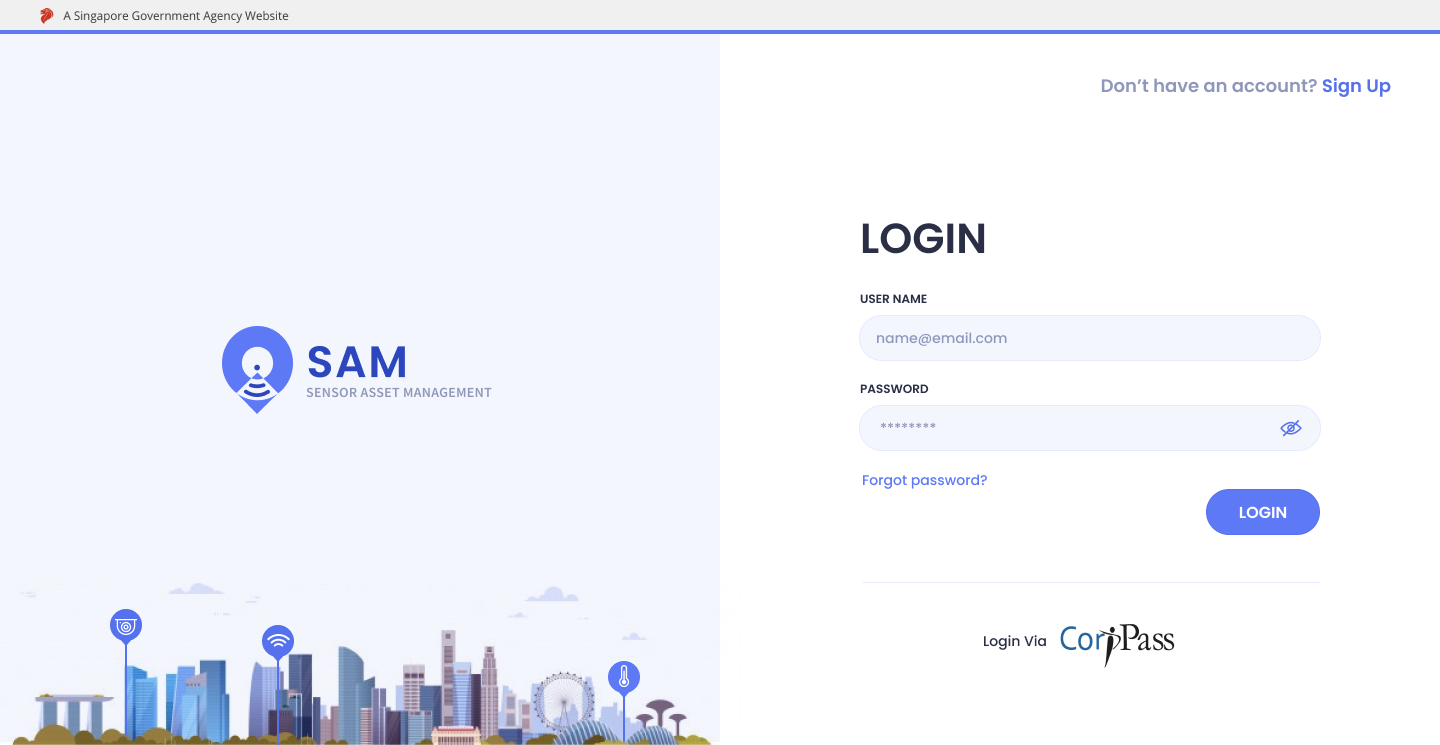 A Singapore Government Agency Website
Don’t have an account? Sign Up
SAM
SENSOR ASSET MANAGEMENT
LOGIN
USER NAME
name@email.com
PASSWORD
********
Forgot password?
LOGIN
Login Via CorpPass